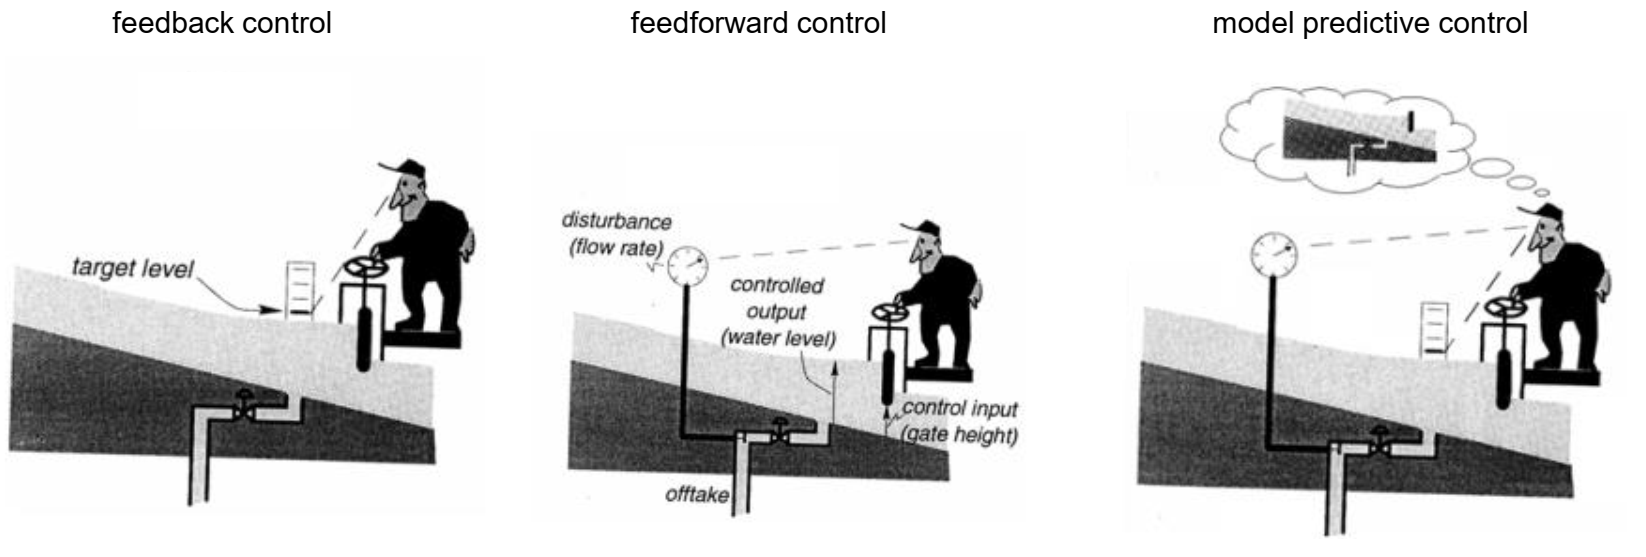 feedback control
feedforward control
model predictive control
target level
disturbance
(flow rate)
controlled
output
(water level)
control input
(gate height)
offtake